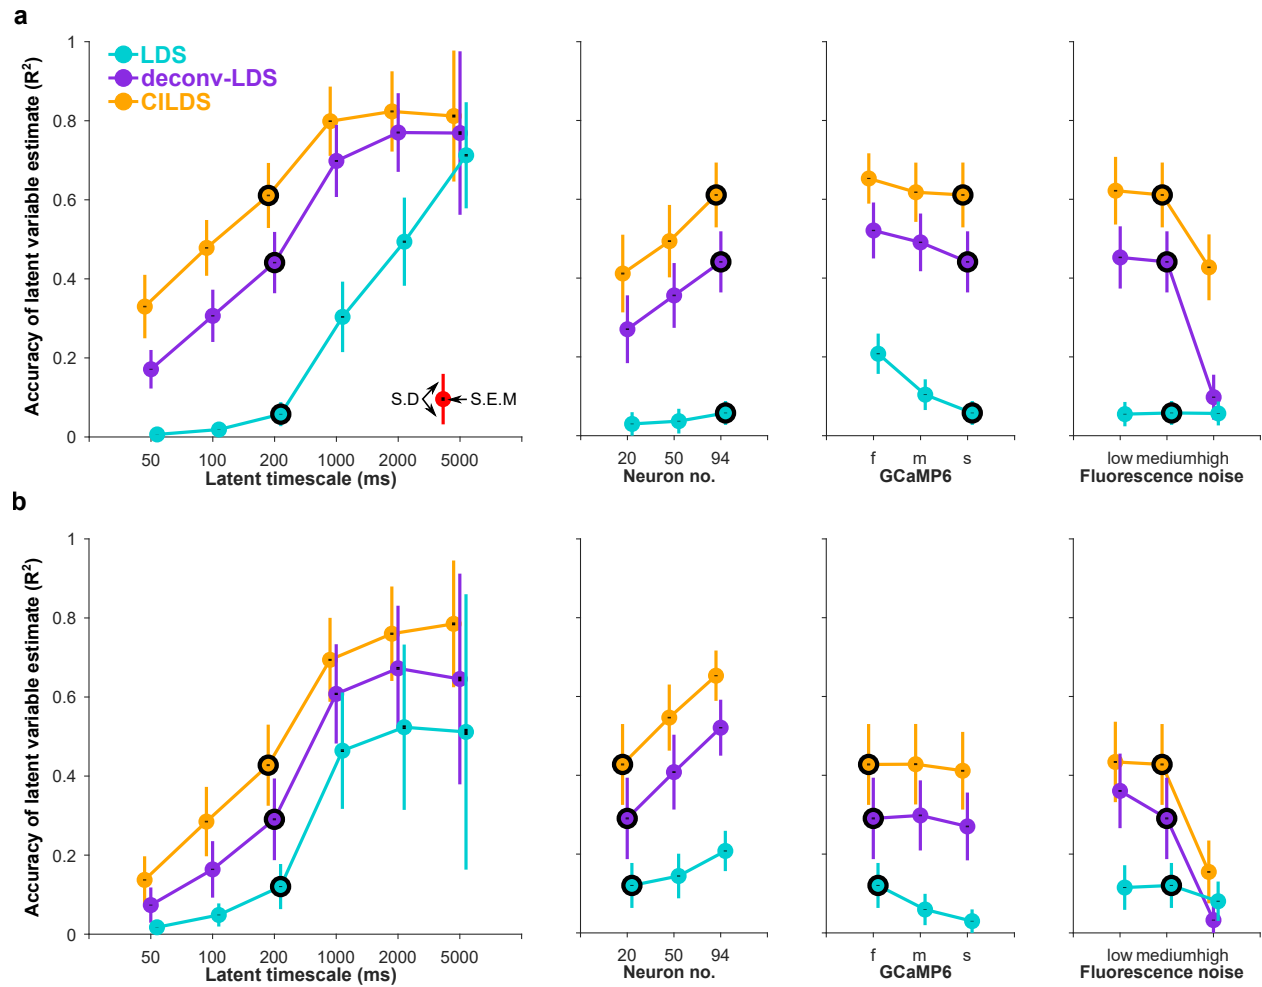 a
Accuracy of latent variable estimate (R²)
1
0.8
0.6
0.4
0.2
0
LDS
deconv-LDS
CILDS
S.D
S.E.M
50 100 200 1000 2000 5000
Latent timescale (ms)
20 50 94
Neuron no.
f m s
GCaMP6
low medium high
Fluorescence noise
b
Accuracy of latent variable estimate (R²)
1
0.8
0.6
0.4
0.2
0
50 100 200 1000 2000 5000
Latent timescale (ms)
20 50 94
Neuron no.
f m s
GCaMP6
low medium high
Fluorescence noise